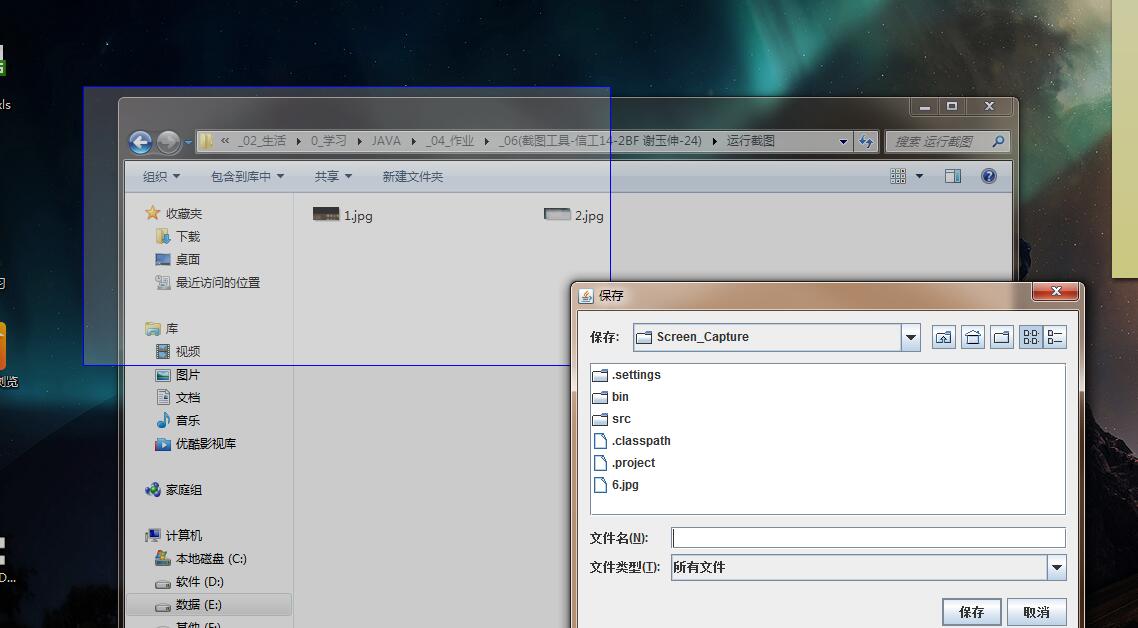 xls
« _02_生活 ▸ 0_学习 ▸ JAVA ▸ _04_作业 ▸ _06(截图工具-信工14-2BF 谢玉伸-24) ▸ 运行截图
搜索 运行截图
组织 包含到库中 共享 新建文件夹
收藏夹
下载
桌面
最近访问的位置
库
视频
图片
文档
音乐
优酷影视库
家庭组
计算机
本地磁盘 (C:)
软件 (D:)
数据 (E:)
其他 (F:)
1.jpg
2.jpg
习
浏览
D...
保存
保存: Screen_Capture
.settings
bin
src
.classpath
.project
6.jpg
文件名(N):
文件类型(T): 所有文件
保存 取消